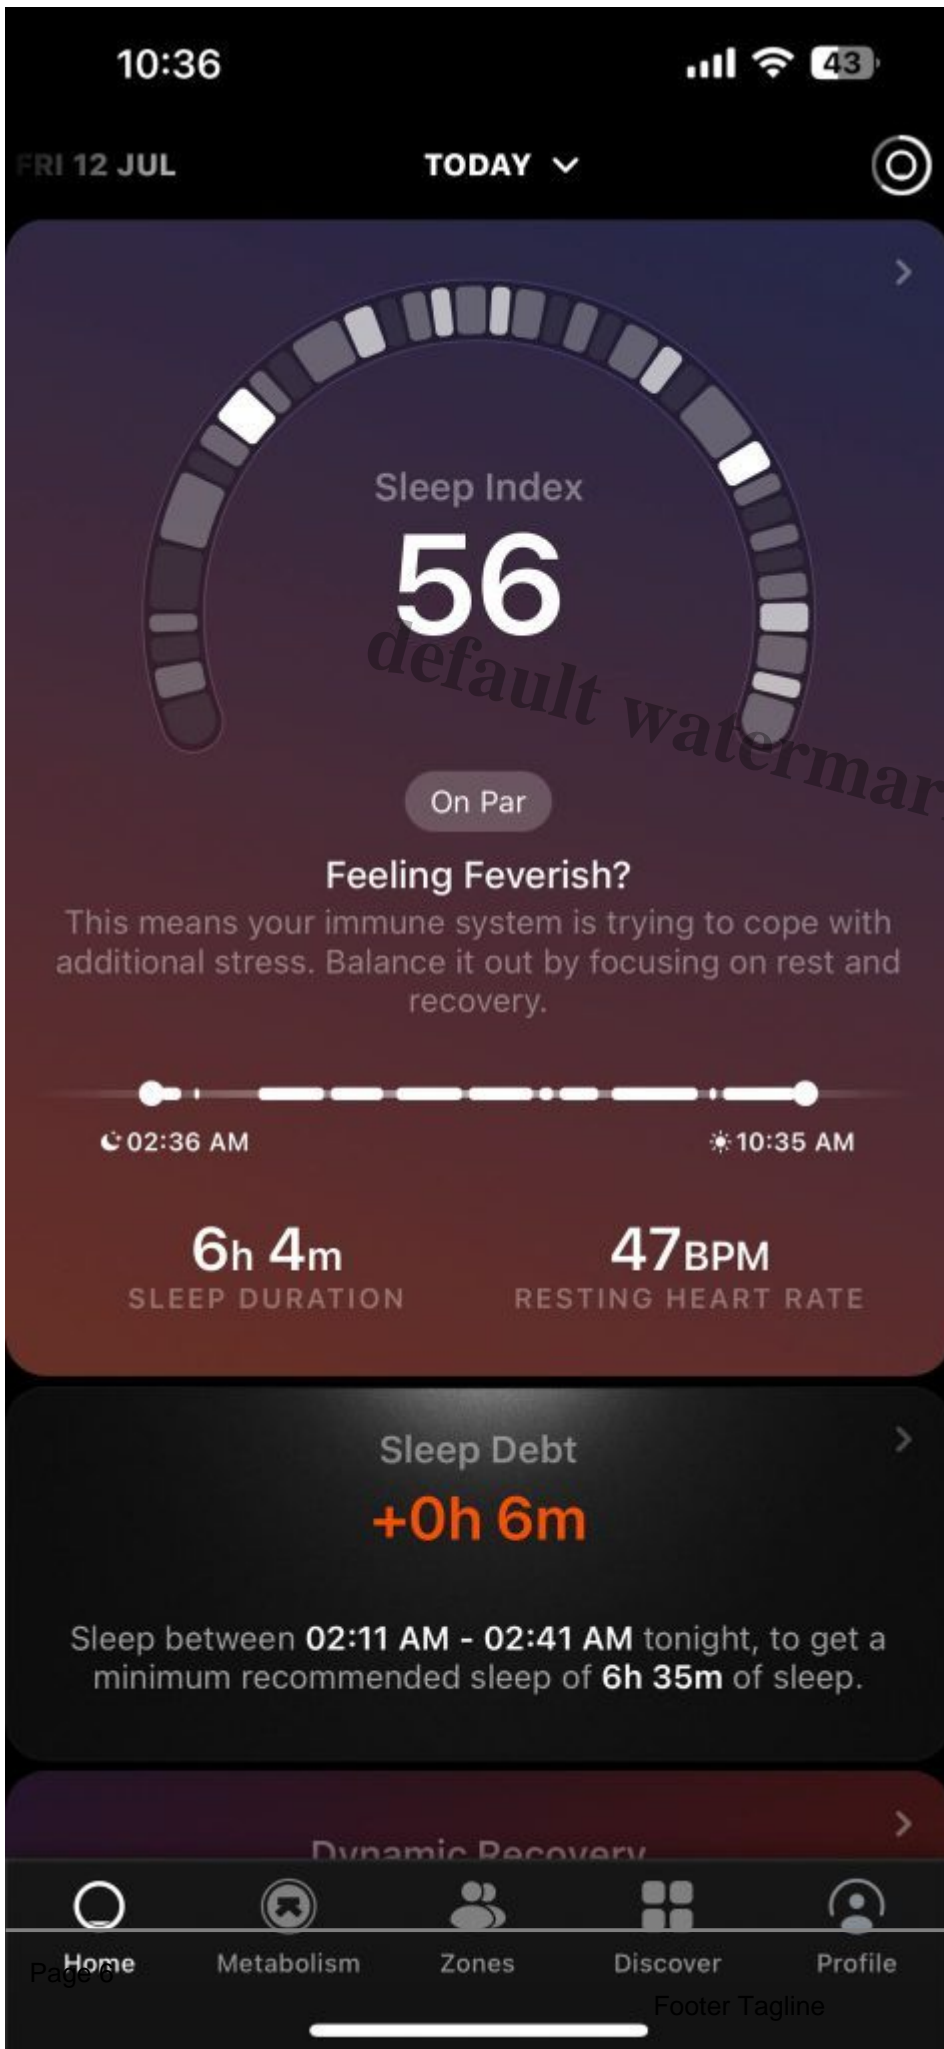 10:36
43
FRI 12 JUL
TODAY
Sleep Index
56
default watermar
On Par
Feeling Feverish?
This means your immune system is trying to cope with
additional stress. Balance it out by focusing on rest and
recovery.
02:36 AM
10:35 AM
6h 4m
47BPM
SLEEP DURATION
RESTING HEART RATE
Sleep Debt
+0h 6m
Sleep between 02:11 AM - 02:41 AM tonight, to get a
minimum recommended sleep of 6h 35m of sleep.
Dynamic Recovery
Home
Metabolism
Zones
Discover
Profile
Page 6
Footer Tagline